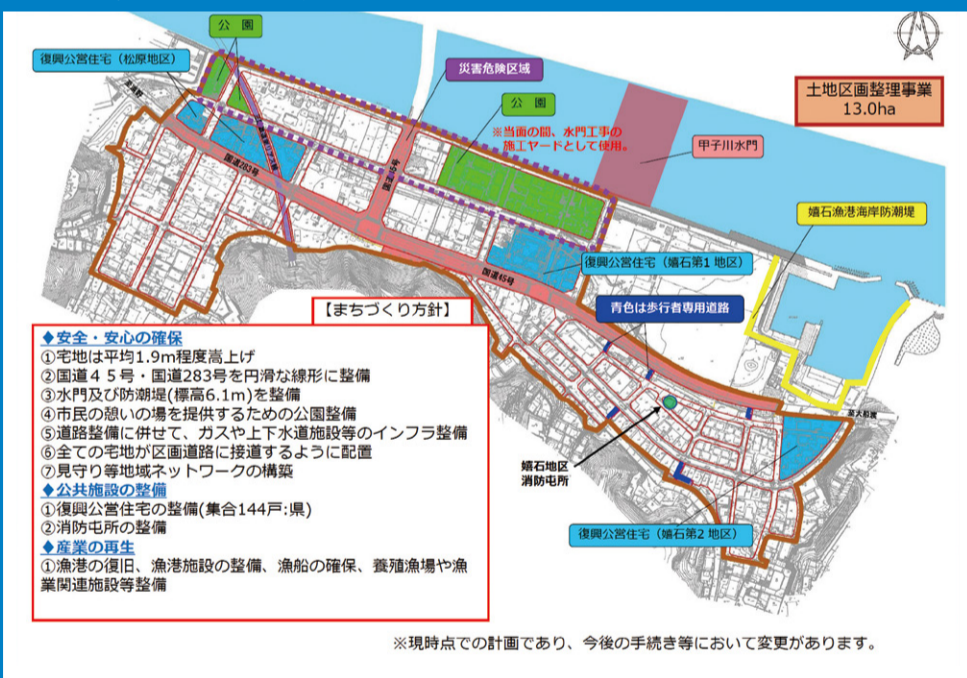 公 園
復興公営住宅（松原地区）
災害危険区域
公 園
※当面の間、水門工事の
施工ヤードとして使用。
甲子川水門
土地区画整理事業
13.0ha
嬉石漁港海岸防潮堤
国道283号
国道45号
復興公営住宅（嬉石第1 地区）
国道45号
青色は歩行者専用道路
【まちづくり方針】
◆安全・安心の確保
①宅地は平均1.9m程度嵩上げ
②国道４５号・国道283号を円滑な線形に整備
③水門及び防潮堤(標高6.1m)を整備
④市民の憩いの場を提供するための公園整備
⑤道路整備に併せて、ガスや上下水道施設等のインフラ整備
⑥全ての宅地が区画道路に接道するように配置
⑦見守り等地域ネットワークの構築
◆公共施設の整備
①復興公営住宅の整備(集合144戸:県)
②消防屯所の整備
◆産業の再生
①漁港の復旧、漁港施設の整備、漁船の確保、養殖漁場や漁
業関連施設等整備
嬉石地区
消防屯所
復興公営住宅（嬉石第2 地区）
※現時点での計画であり、今後の手続き等において変更があります。